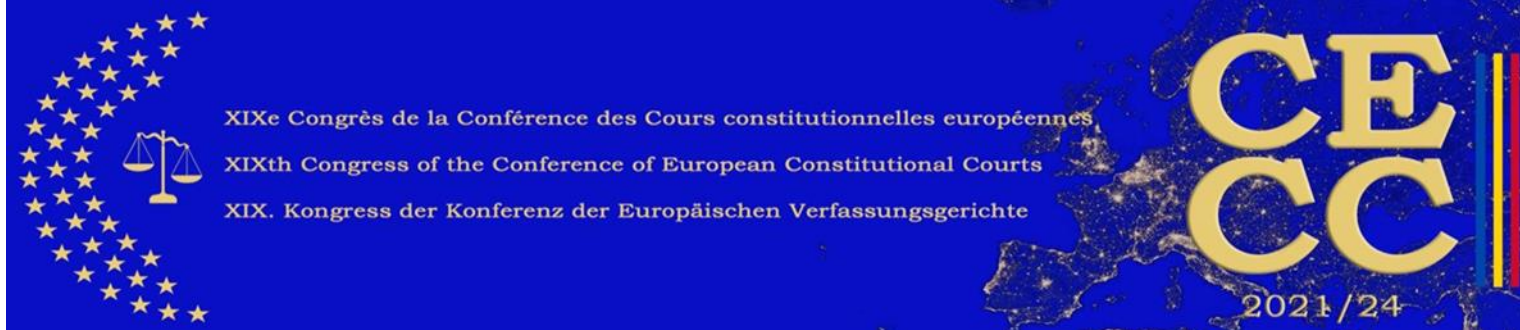 XIXe Congrès de la Conférence des Cours constitutionnelles européennes
XIXth Congress of the Conference of European Constitutional Courts
XIX. Kongress der Konferenz der Europäischen Verfassungsgerichte
CE
CC
2021/24